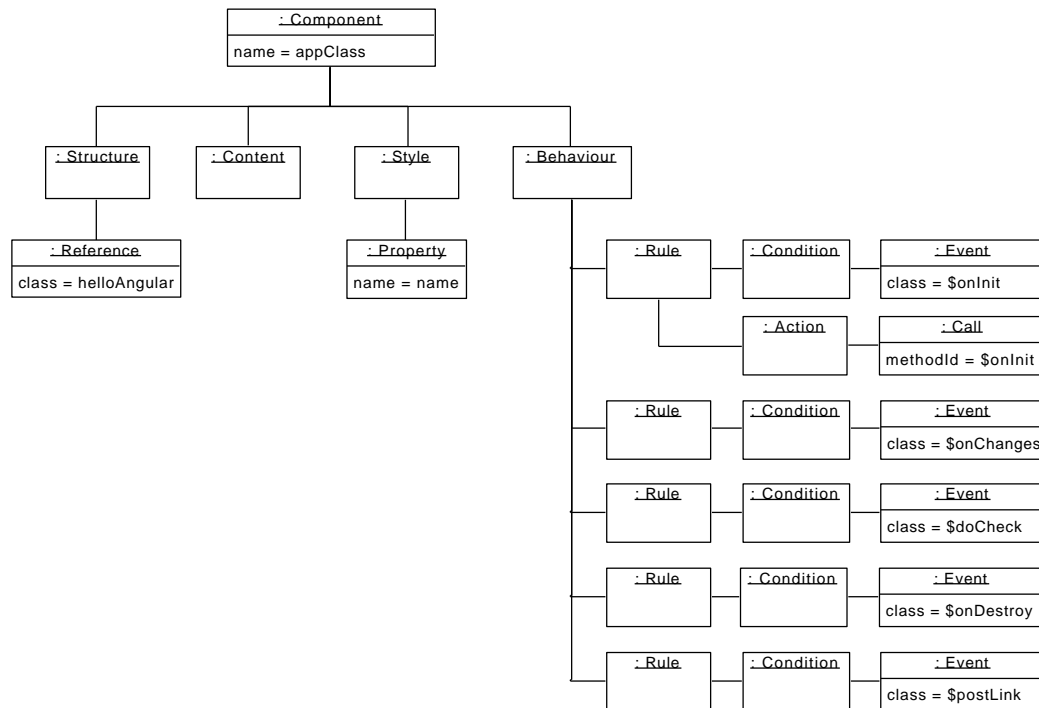 : Component
name = appClass
: Structure
: Content
: Style
: Behaviour
: Reference
class = helloAngular
: Property
name = name
: Rule
: Condition
: Event
class = $onInit
: Action
: Call
methodId = $onInit
: Rule
: Condition
: Event
class = $onChanges
: Rule
: Condition
: Event
class = $doCheck
: Rule
: Condition
: Event
class = $onDestroy
: Rule
: Condition
: Event
class = $postLink